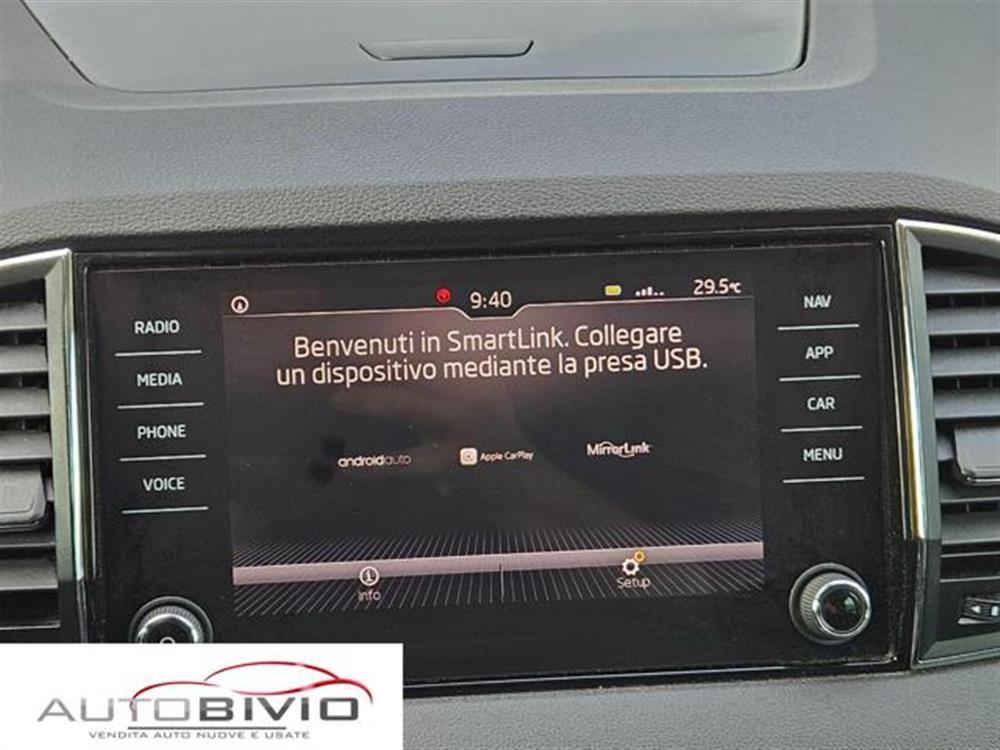 9:40
29.5°C
RADIO
MEDIA
PHONE
VOICE
NAV
APP
CAR
MENU
Benvenuti in SmartLink. Collegare
un dispositivo mediante la presa USB.
androidauto
Apple CarPlay
MirrorLink
Info
Setup
AUTOBIVIO
VENDITA AUTO NUOVE E USATE